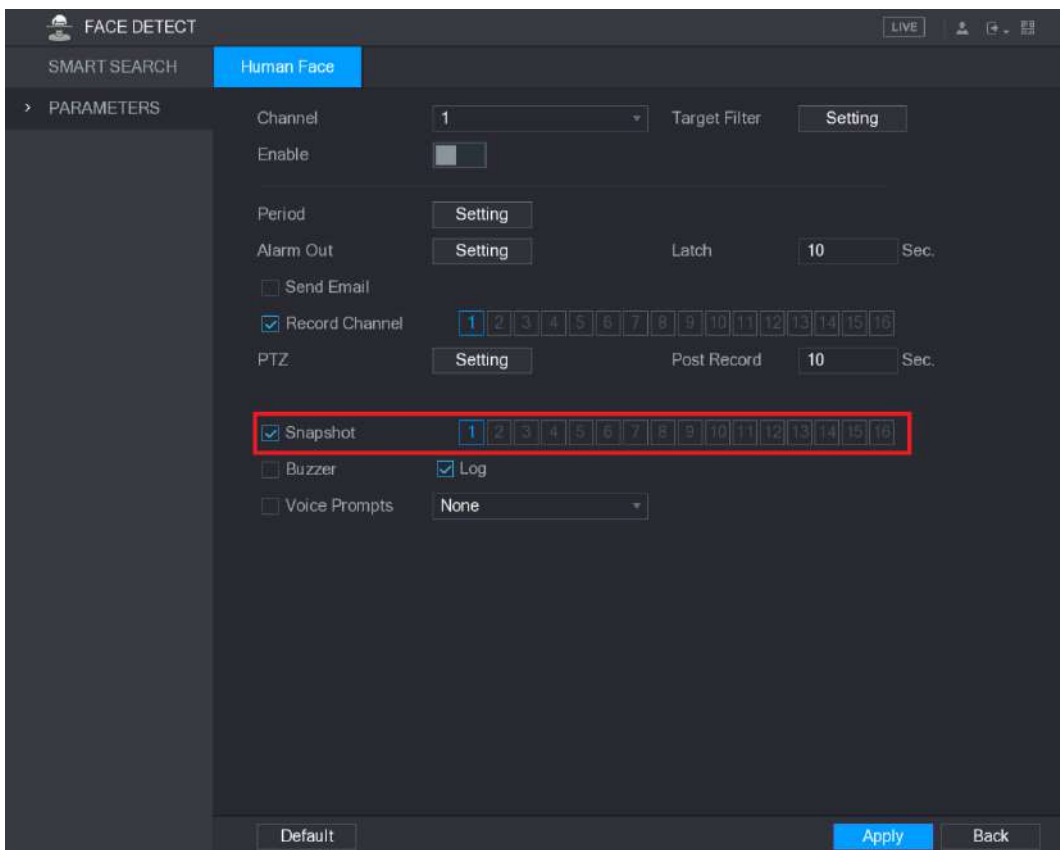 FACE DETECT LIVE
SMART SEARCH Human Face
> PARAMETERS
Channel 1 Target Filter Setting
Enable
Period Setting
Alarm Out Setting Latch 10 Sec.
Send Email
Record Channel 1 2 3 4 5 6 7 8 9 10 11 12 13 14 15 16
PTZ Setting Post Record 10 Sec.
Snapshot 1 2 3 4 5 6 7 8 9 10 11 12 13 14 15 16
Buzzer Log
Voice Prompts None
Default Apply Back